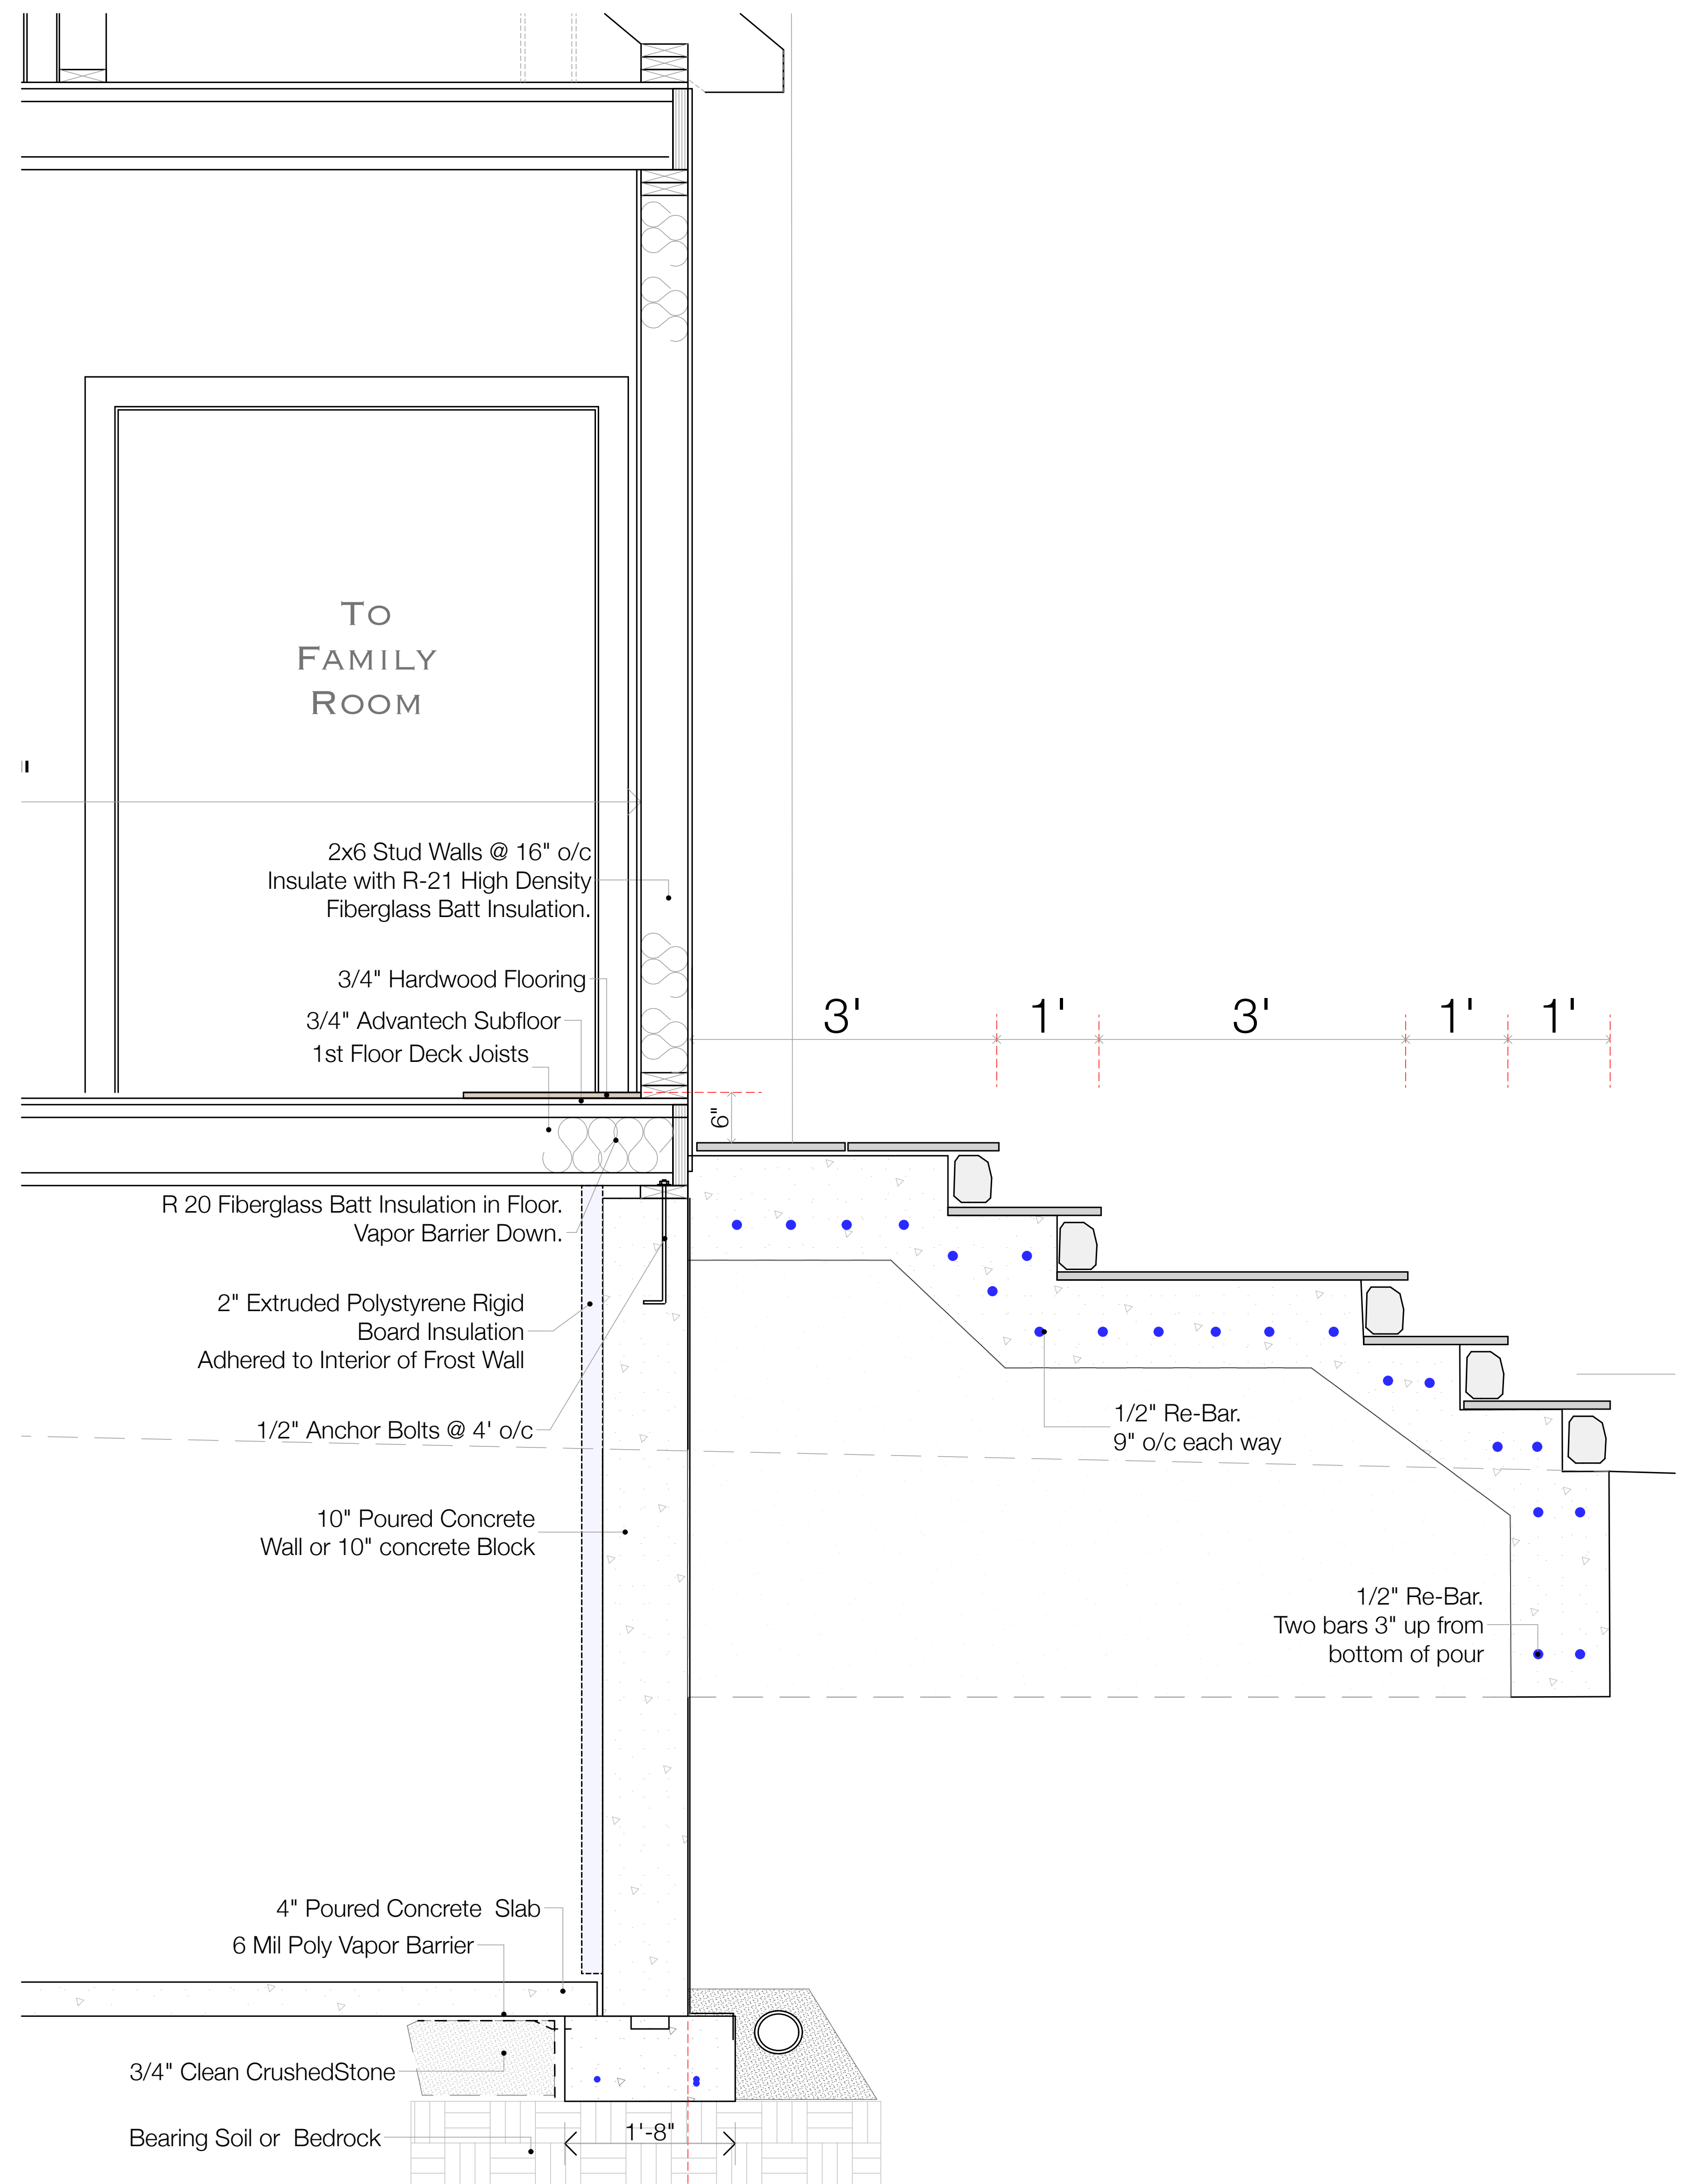 To
Family
Room
2x6 Stud Walls @ 16" o/c
Insulate with R-21 High Density
Fiberglass Batt Insulation.
3/4" Hardwood Flooring
3/4" Advantech Subfloor
1st Floor Deck Joists
3'
1'
3'
1'
1'
6"
R 20 Fiberglass Batt Insulation in Floor.
Vapor Barrier Down.
2" Extruded Polystyrene Rigid
Board Insulation
Adhered to Interior of Frost Wall
1/2" Anchor Bolts @ 4' o/c
1/2" Re-Bar.
9" o/c each way
10" Poured Concrete
Wall or 10" concrete Block
1/2" Re-Bar.
Two bars 3" up from
bottom of pour
4" Poured Concrete  Slab
6 Mil Poly Vapor Barrier
3/4" Clean CrushedStone
Bearing Soil or  Bedrock
1'-8"